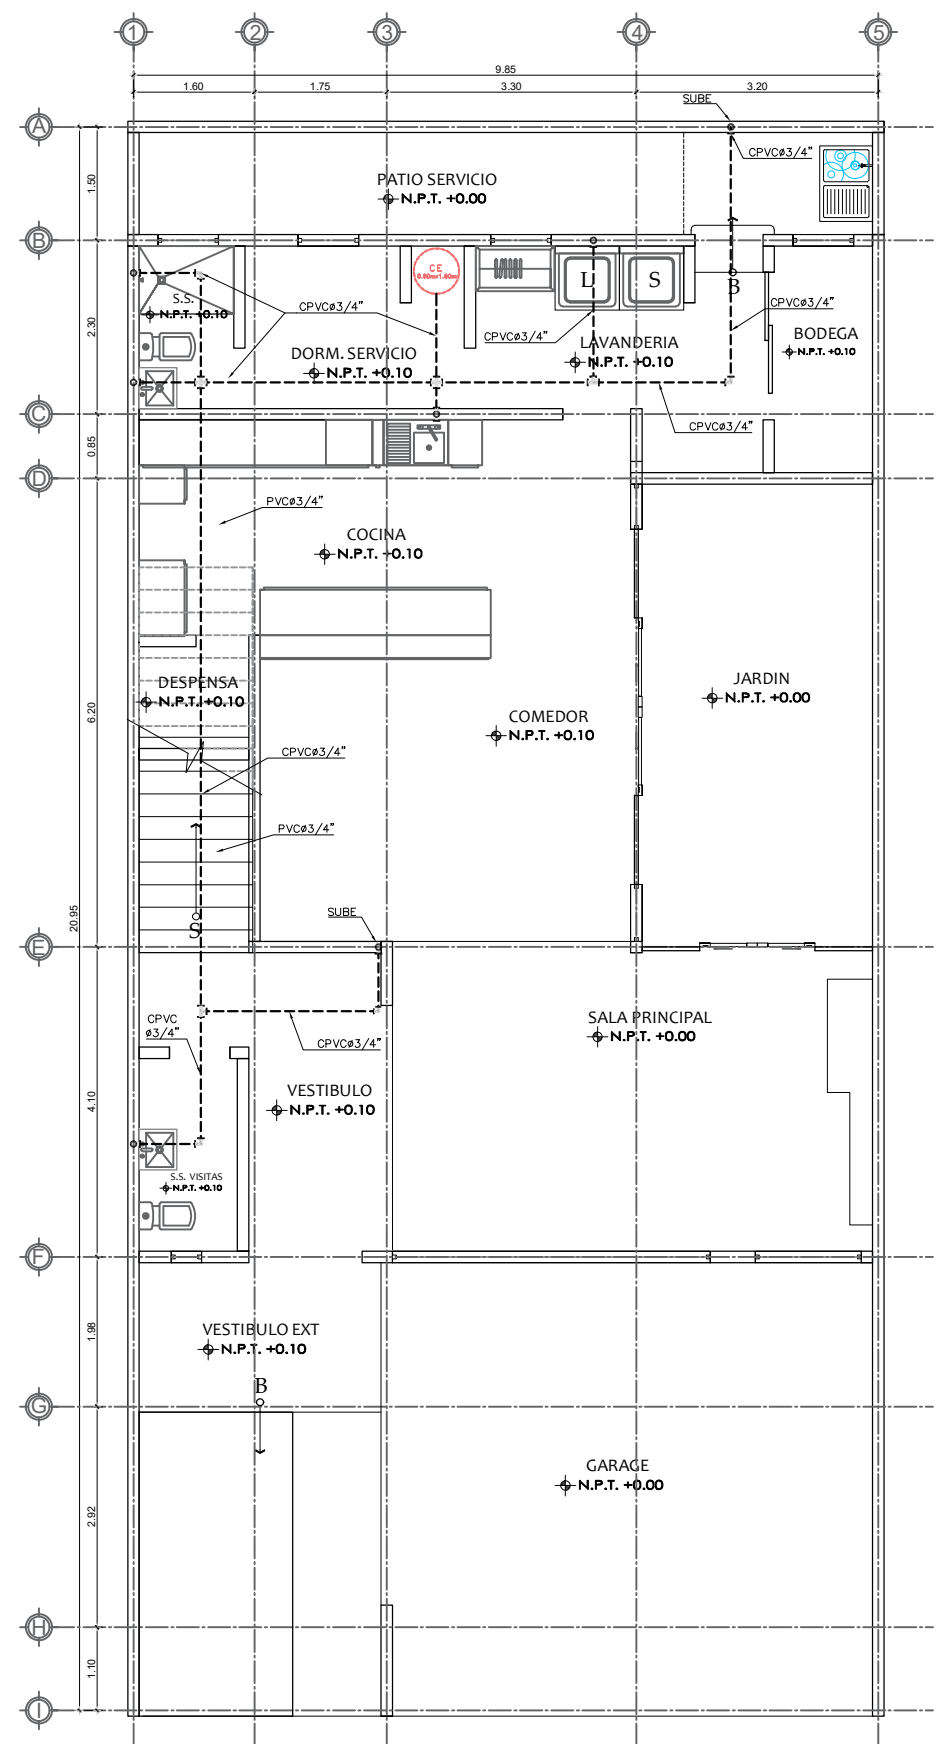 1
2
3
4
5
9.85
1.60
1.75
3.30
3.20
SUBE
A
CPVCø3/4"
1.50
PATIO SERVICIO
N.P.T. +0.00
B
CE
L
S
B
S.S.
N.P.T. +0.10
CPVCø3/4"
CPVCø3/4"
2.30
CPVCø3/4"
LAVANDERIA
N.P.T. +0.10
BODEGA
N.P.T. +0.10
DORM. SERVICIO
N.P.T. +0.10
C
CPVCø3/4"
0.85
D
PVCø3/4"
COCINA
N.P.T. +0.10
DESPENSA
N.P.T. +0.10
JARDIN
N.P.T. +0.00
6.20
COMEDOR
N.P.T. +0.10
CPVCø3/4"
PVCø3/4"
20.95
SUBE
S
E
CPVC
ø3/4"
SALA PRINCIPAL
N.P.T. +0.00
CPVCø3/4"
VESTIBULO
N.P.T. +0.10
4.10
S.S. VISITAS
N.P.T. +0.10
F
1.98
VESTIBULO EXT
N.P.T. +0.10
B
G
GARAGE
N.P.T. +0.00
2.92
H
1.10
I